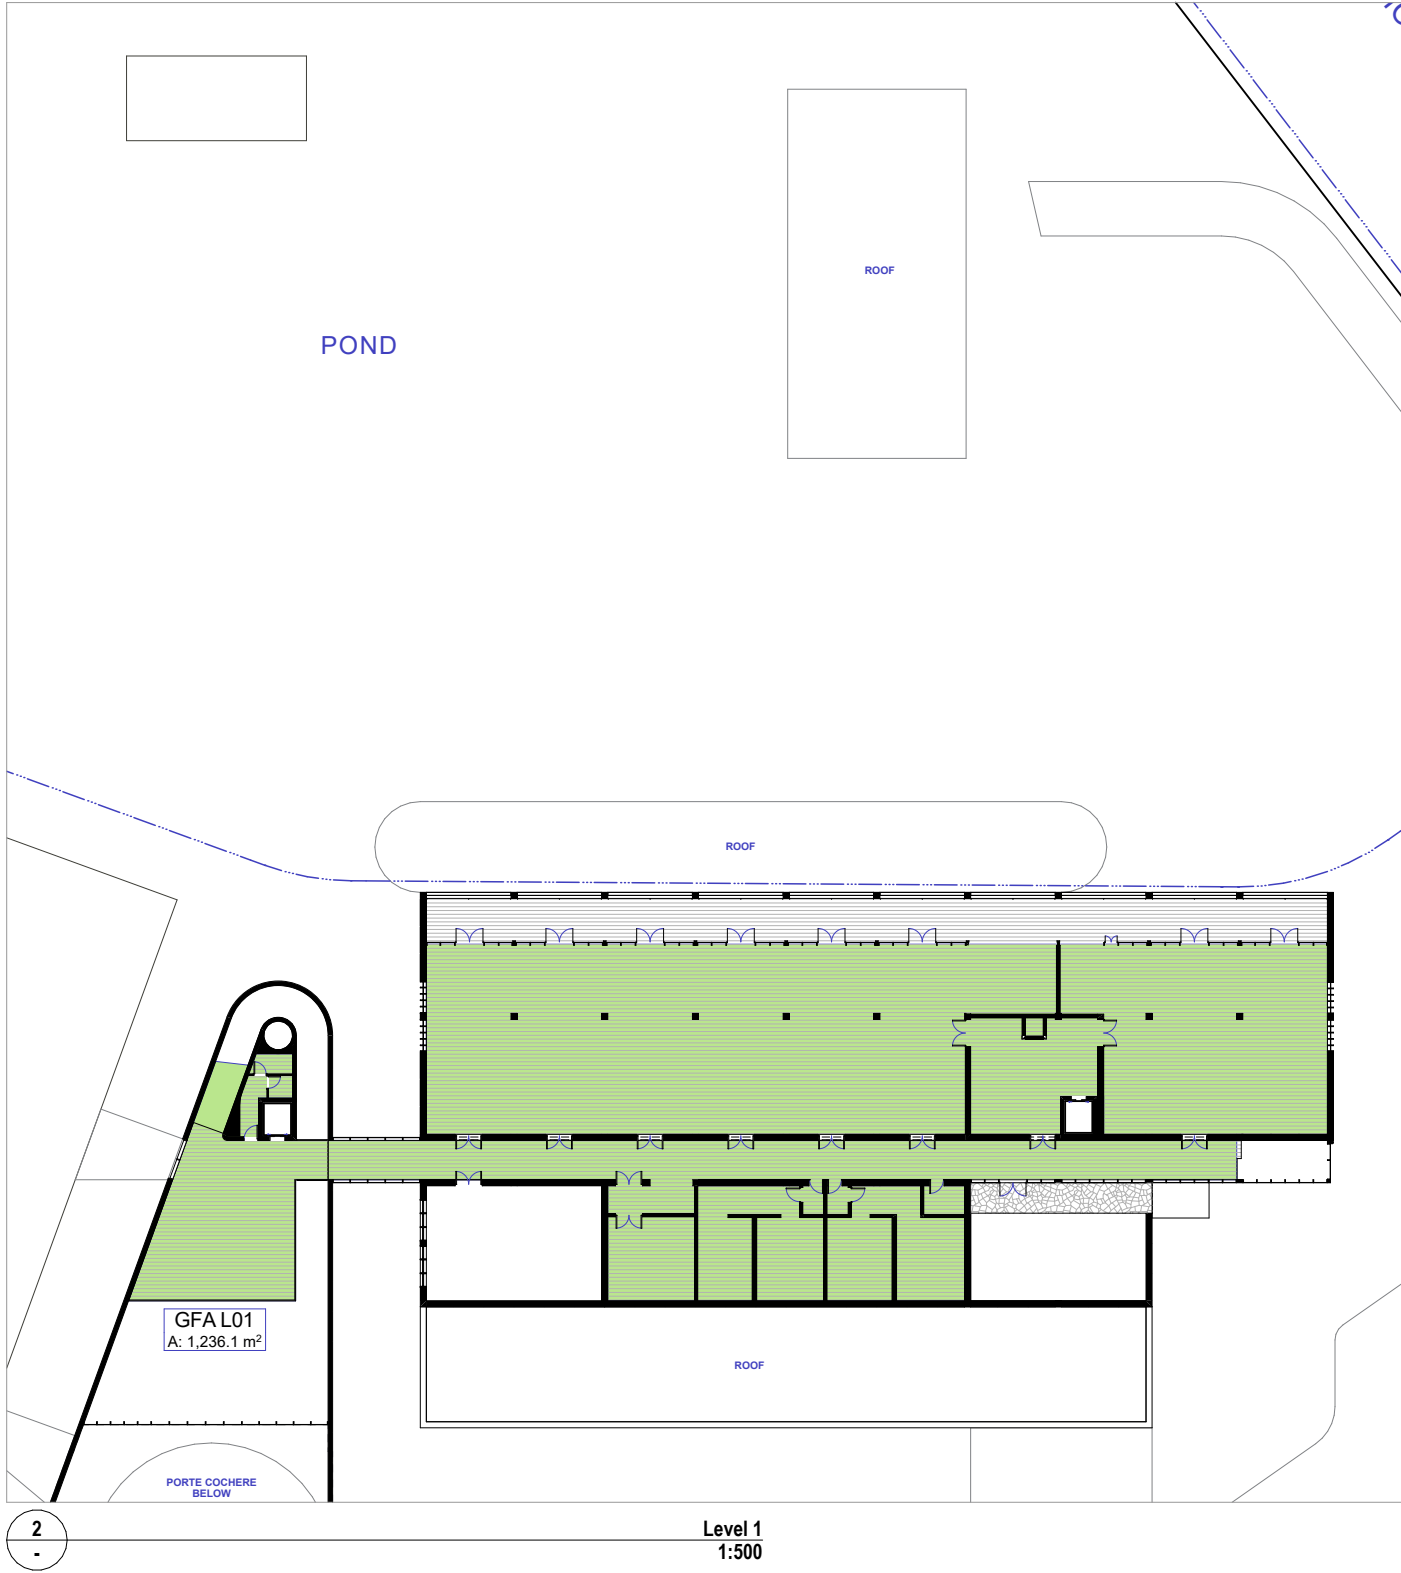 ROOF
POND
ROOF
GFA L01
A: 1,236.1 m²
ROOF
PORTE COCHERE
BELOW
2
-
Level 1
1:500